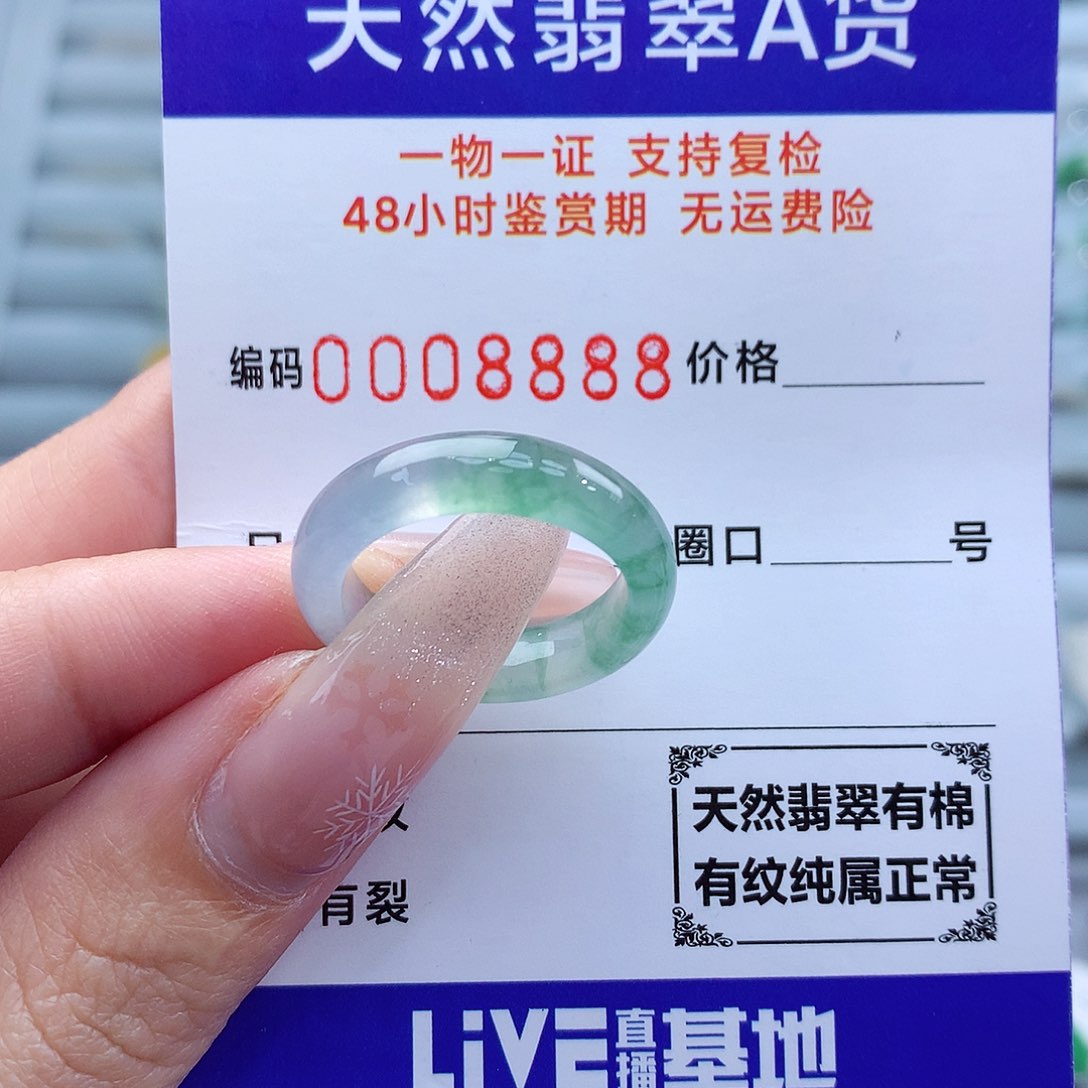 天然翡翠A货
一物一证 支持复检
48小时鉴赏期 无运费险
编码0008888 价格
圈口 号
有裂
天然翡翠有棉
有纹纯属正常
LiVE直播基地